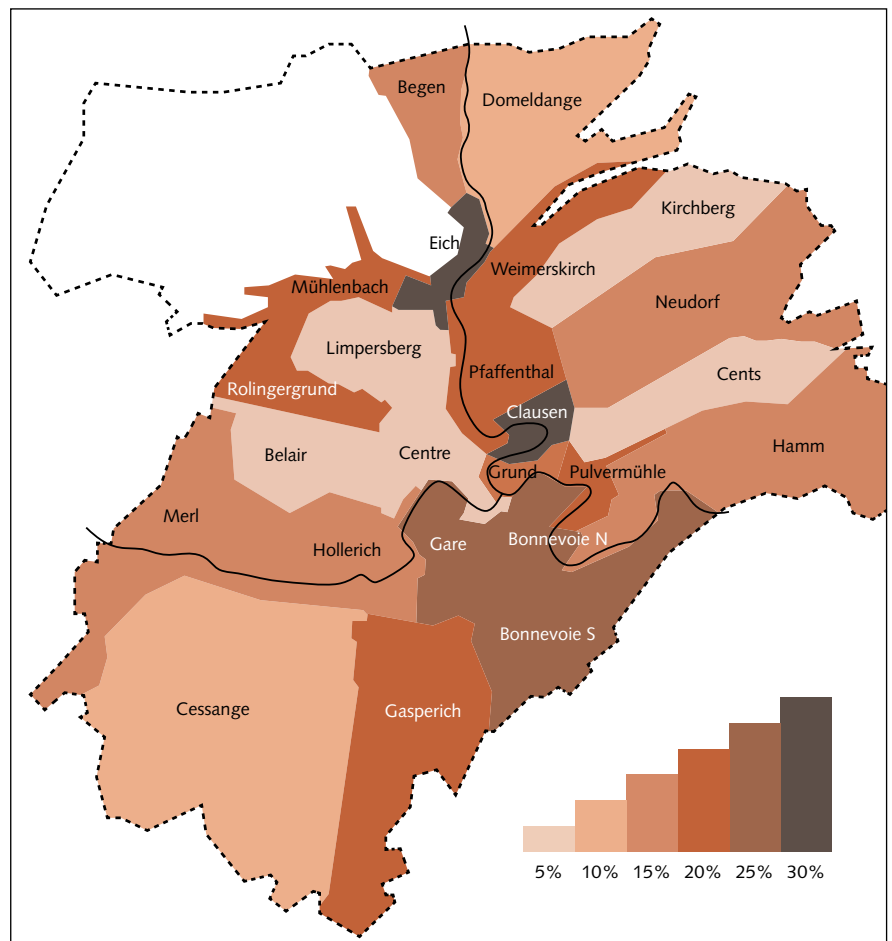 Begen
Domeldange
Kirchberg
Eich
Weimerskirch
Mühlenbach
Neudorf
Limpersberg
Pfaffenthal
Cents
Rolingergrund
Clausen
Hamm
Belair
Centre
Grund
Pulvermühle
Merl
Hollerich
Gare
Bonnevoie N
Bonnevoie S
Cessange
Gasperich
5% 10% 15% 20% 25% 30%